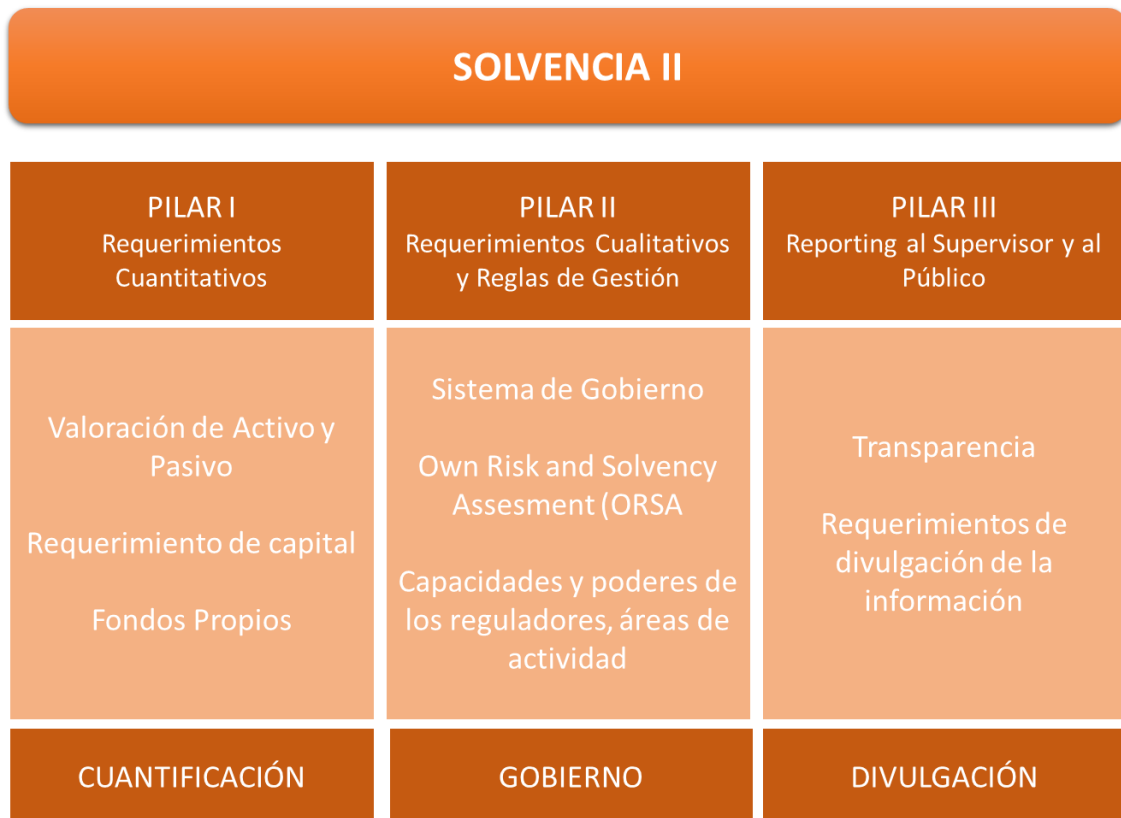 SOLVENCIA II
PILAR I
Requerimientos
Cuantitativos
PILAR II
Requerimientos Cualitativos
y Reglas de Gestión
PILAR III
Reporting al Supervisor y al
Público
Valoración de Activo y
Pasivo
Requerimiento de capital
Fondos Propios
Sistema de Gobierno
Own Risk and Solvency
Assesment (ORSA
Capacidades y poderes de
los reguladores, áreas de
actividad
Transparencia
Requerimientos de
divulgación de la
información
CUANTIFICACIÓN
GOBIERNO
DIVULGACIÓN